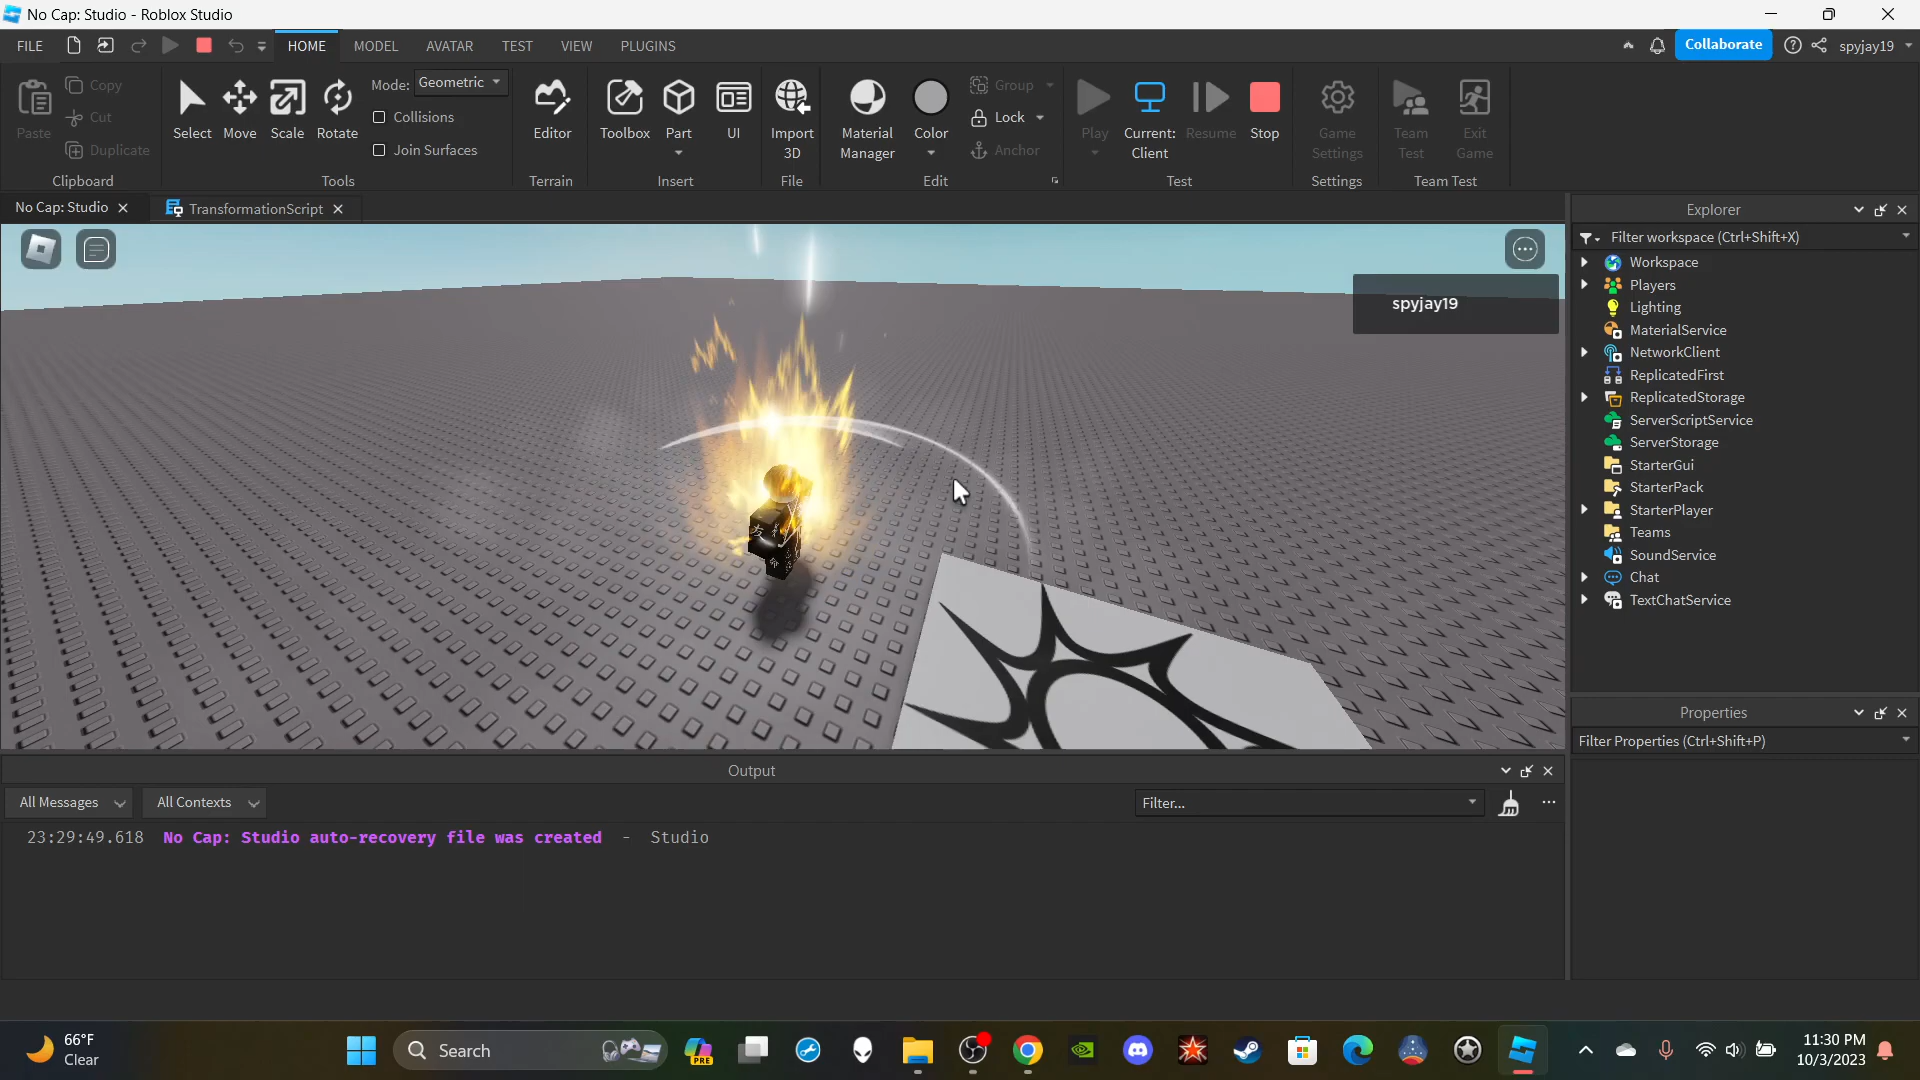 No Cap: Studio - Roblox Studio
FILE HOME MODEL AVATAR TEST VIEW PLUGINS Collaborate spyjay19
Paste Copy Cut Duplicate
Clipboard
Select Move Scale Rotate
Mode: Geometric
Collisions
Join Surfaces
Tools
Editor
Terrain
Toolbox Part UI
Insert
Import 3D
File
Material Manager Color
Group
Lock
Anchor
Edit
Play Current: Client Resume Stop
Test
Game Settings
Settings
Team Test Exit Game
Team Test
No Cap: Studio TransformationScript
spyjay19
Explorer
Filter workspace (Ctrl+Shift+X)
Workspace
Players
Lighting
MaterialService
NetworkClient
ReplicatedFirst
ReplicatedStorage
ServerScriptService
ServerStorage
StarterGui
StarterPack
StarterPlayer
Teams
SoundService
Chat
TextChatService
Properties
Filter Properties (Ctrl+Shift+P)
Output
All Messages All Contexts Filter...
23:29:49.618 No Cap: Studio auto-recovery file was created - Studio
66°F
Clear
Search
PRE
11:30 PM
10/3/2023